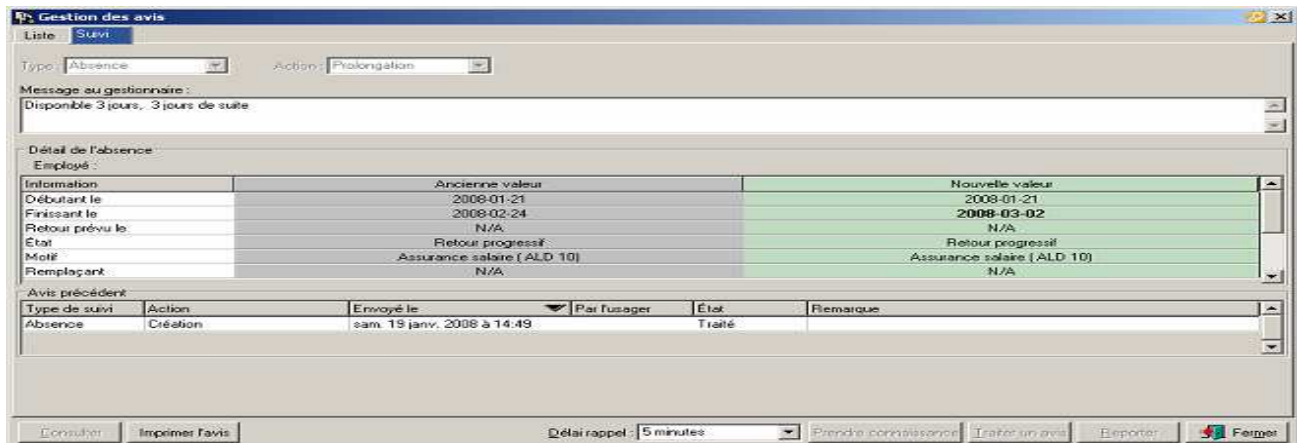 Gestion des avis
Liste Suivi
Type : Absence Action : Prolongation
Message au gestionnaire :
Disponible 3 jours, 3 jours de suite
Détail de l'absence
Employé :
Information Ancienne valeur Nouvelle valeur
Débutant le 2008-01-21 2008-01-21
Finissant le 2008-02-24 2008-03-02
Retour prévu le N/A N/A
État Retour progressif Retour progressif
Motif Assurance salaire ( ALD 10) Assurance salaire ( ALD 10)
Remplaçant N/A N/A
Avis précédent
Type de suivi Action Envoyé le Par l'usager État Remarque
Absence Création sam. 19 janv. 2008 à 14:49 Traité
Consulter Imprimer l'avis Délai rappel : 5 minutes Prendre connaissance Traiter un avis Reporter Fermer